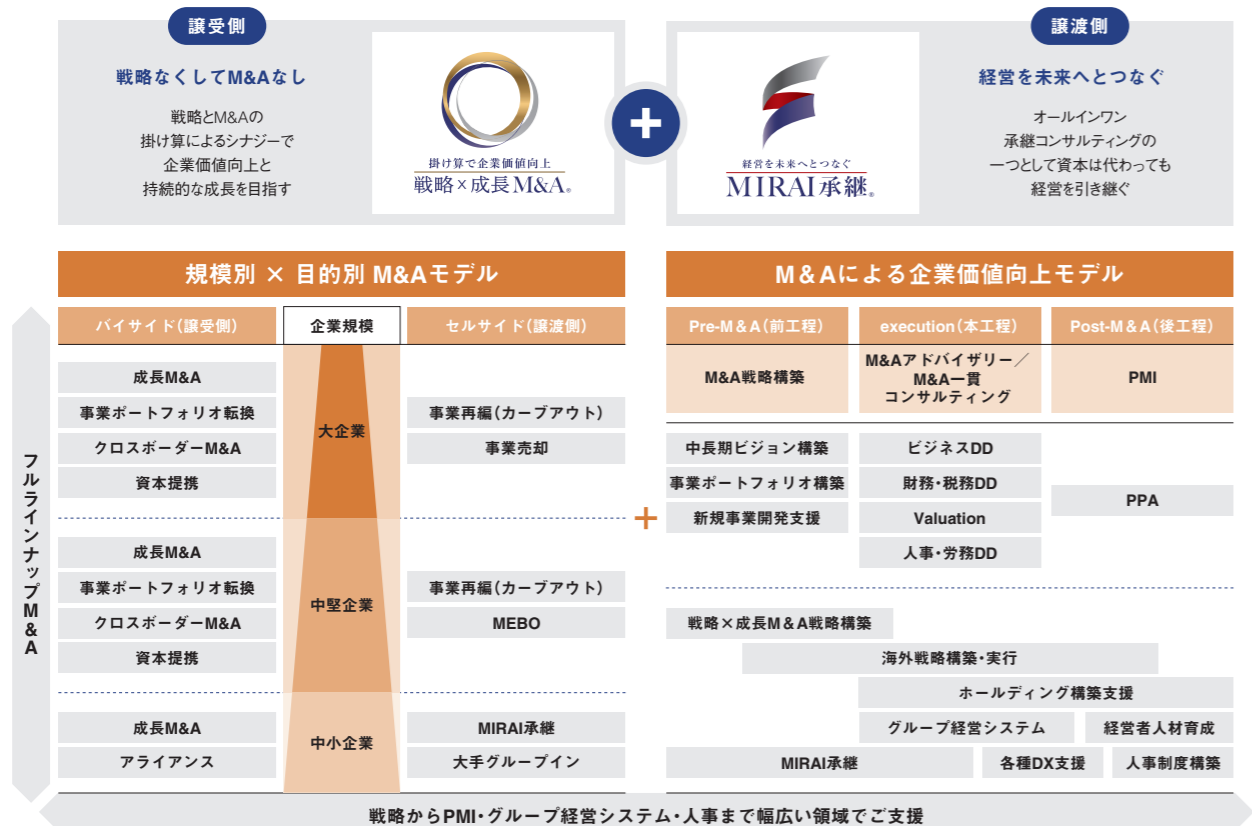 譲受側
戦略なくしてM&Aなし
戦略とM&Aの
掛け算によるシナジーで
企業価値向上と
持続的な成長を目指す
掛け算で企業価値向上
戦略×成長M&A®
+
経営を未来へとつなぐ
MIRAI承継®
譲渡側
経営を未来へとつなぐ
オールインワン
承継コンサルティングの
一つとして資本は代わっても
経営を引き継ぐ
フルラインナップM&A
規模別 × 目的別 M&Aモデル
バイサイド(譲受側)
企業規模
セルサイド(譲渡側)
成長M&A
事業ポートフォリオ転換
クロスボーダーM&A
資本提携
大企業
事業再編(カーブアウト)
事業売却
成長M&A
事業ポートフォリオ転換
クロスボーダーM&A
資本提携
中堅企業
事業再編(カーブアウト)
MEBO
成長M&A
アライアンス
中小企業
MIRAI承継
大手グループイン
+
M&Aによる企業価値向上モデル
Pre-M&A(前工程)
execution(本工程)
Post-M&A(後工程)
M&A戦略構築
M&Aアドバイザリー/
M&A一貫
コンサルティング
PMI
中長期ビジョン構築
事業ポートフォリオ構築
新規事業開発支援
ビジネスDD
財務・税務DD
Valuation
人事・労務DD
PPA
戦略×成長M&A戦略構築
海外戦略構築・実行
ホールディング構築支援
グループ経営システム
経営者人材育成
MIRAI承継
各種DX支援
人事制度構築
戦略からPMI・グループ経営システム・人事まで幅広い領域でご支援